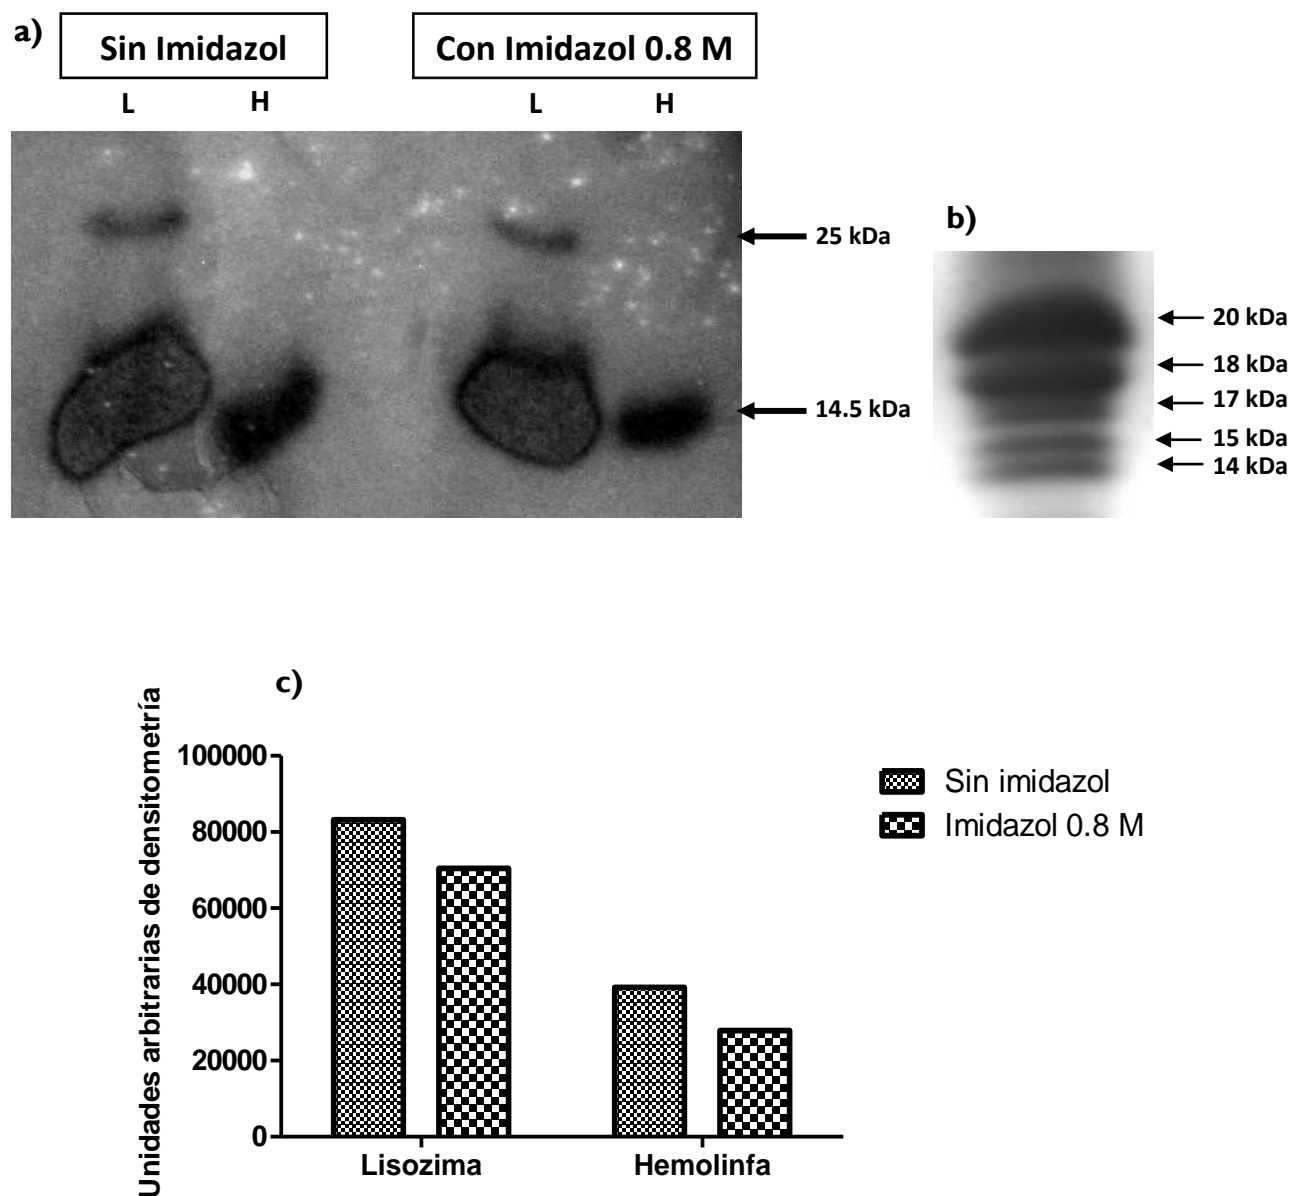 a)
Sin Imidazol
Con Imidazol 0.8 M
L
H
L
H
25 kDa
14.5 kDa
b)
20 kDa
18 kDa
17 kDa
15 kDa
14 kDa
c)
Unidades arbitrarias de densitometría
100000
80000
60000
40000
20000
0
Lisozima
Hemolinfa
Sin imidazol
Imidazol 0.8 M